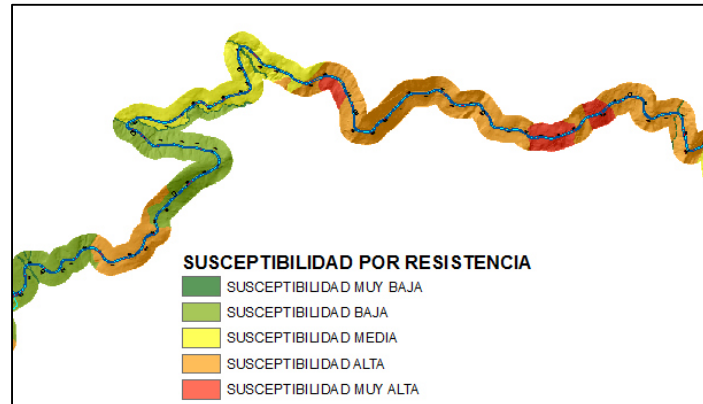 SUSCEPTIBILIDAD POR RESISTENCIA
SUSCEPTIBILIDAD MUY BAJA
SUSCEPTIBILIDAD BAJA
SUSCEPTIBILIDAD MEDIA
SUSCEPTIBILIDAD ALTA
SUSCEPTIBILIDAD MUY ALTA